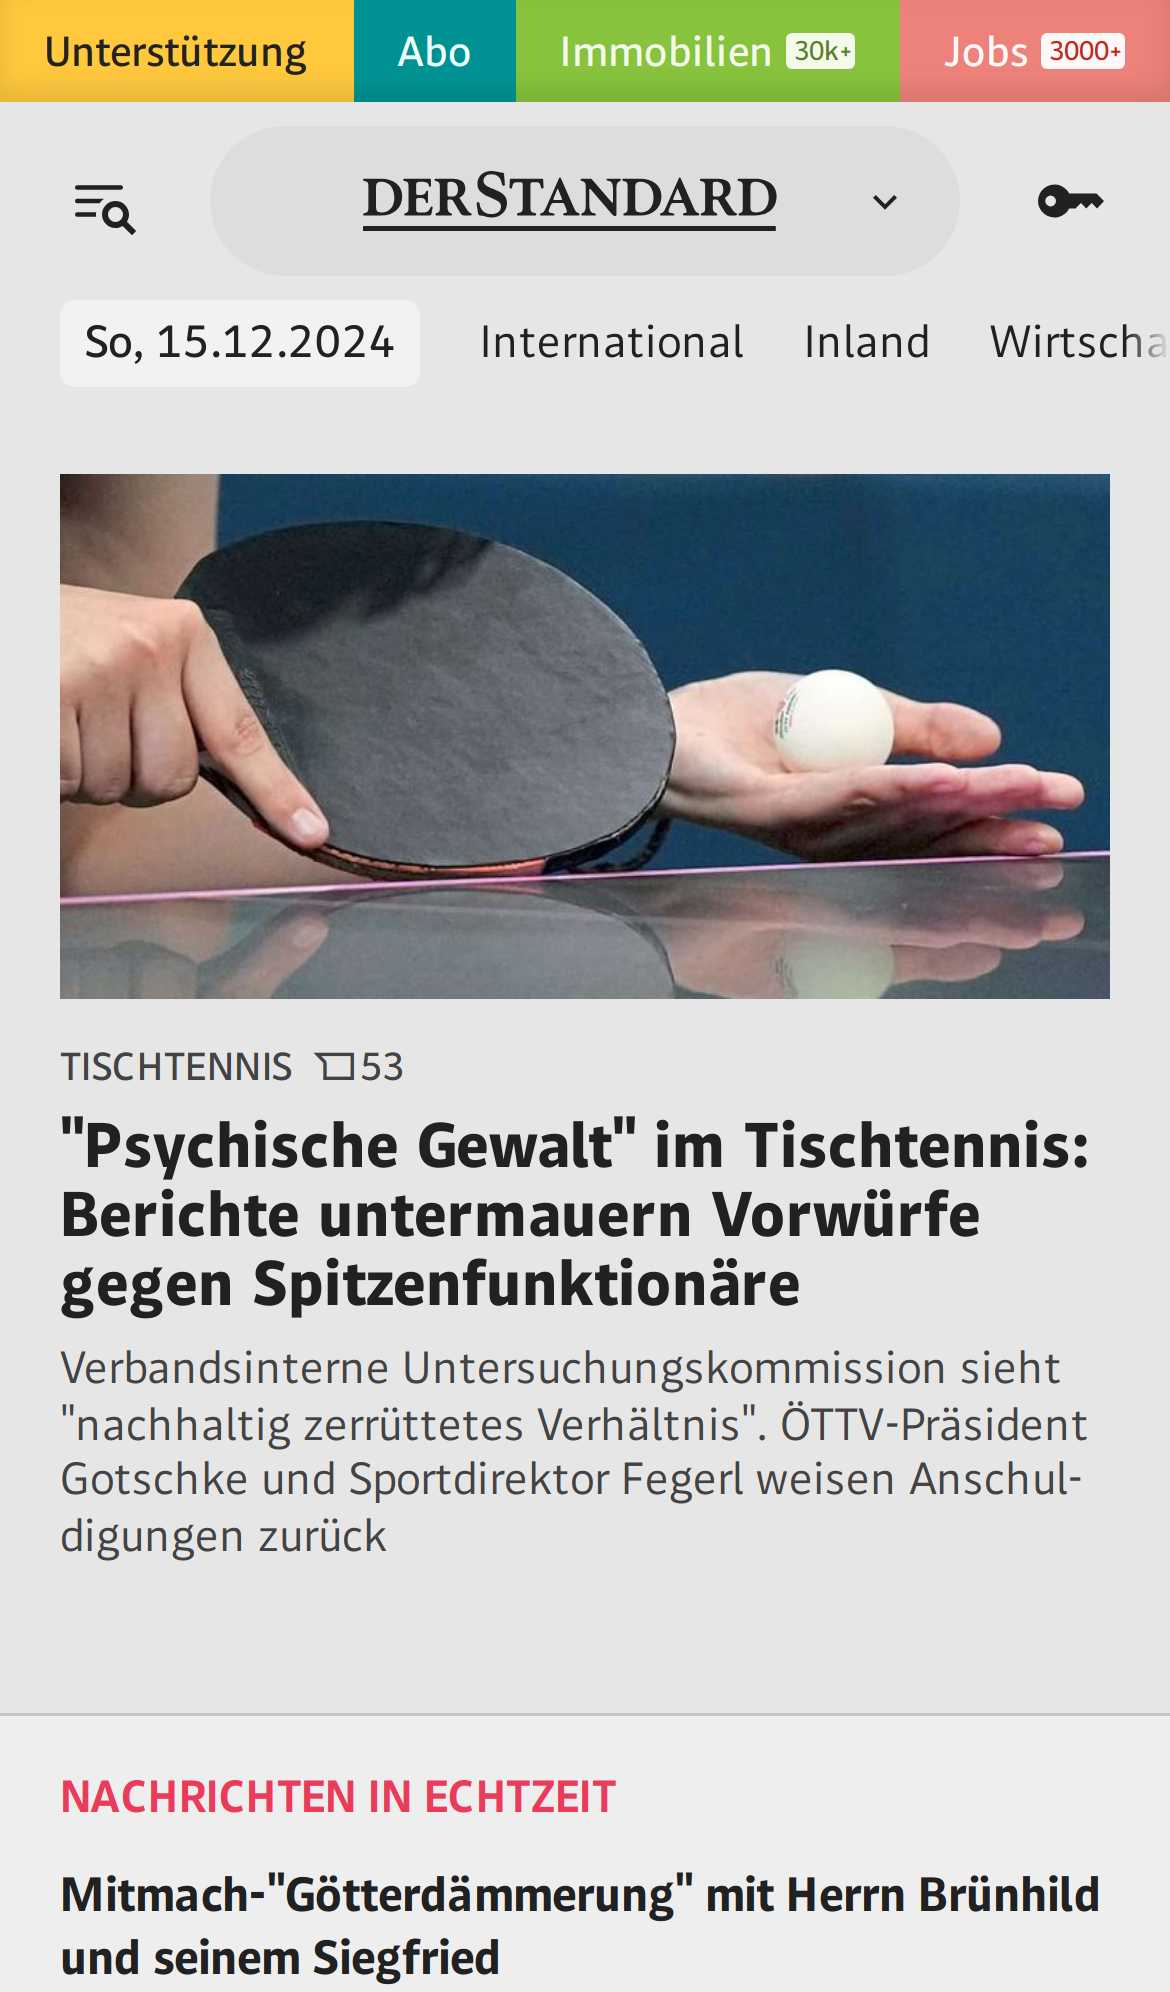 Unterstützung
Abo
Immobilien 30k+
Jobs 3000+
DERSTANDARD
So, 15.12.2024
International
Inland
Wirtscha
TISCHTENNIS 53
"Psychische Gewalt" im Tischtennis:
Berichte untermauern Vorwürfe
gegen Spitzenfunktionäre
Verbandsinterne Untersuchungskommission sieht
"nachhaltig zerrüttetes Verhältnis". ÖTTV-Präsident
Gotschke und Sportdirektor Fegerl weisen Anschul-
digungen zurück
NACHRICHTEN IN ECHTZEIT
Mitmach-"Götterdämmerung" mit Herrn Brünhild
und seinem Siegfried